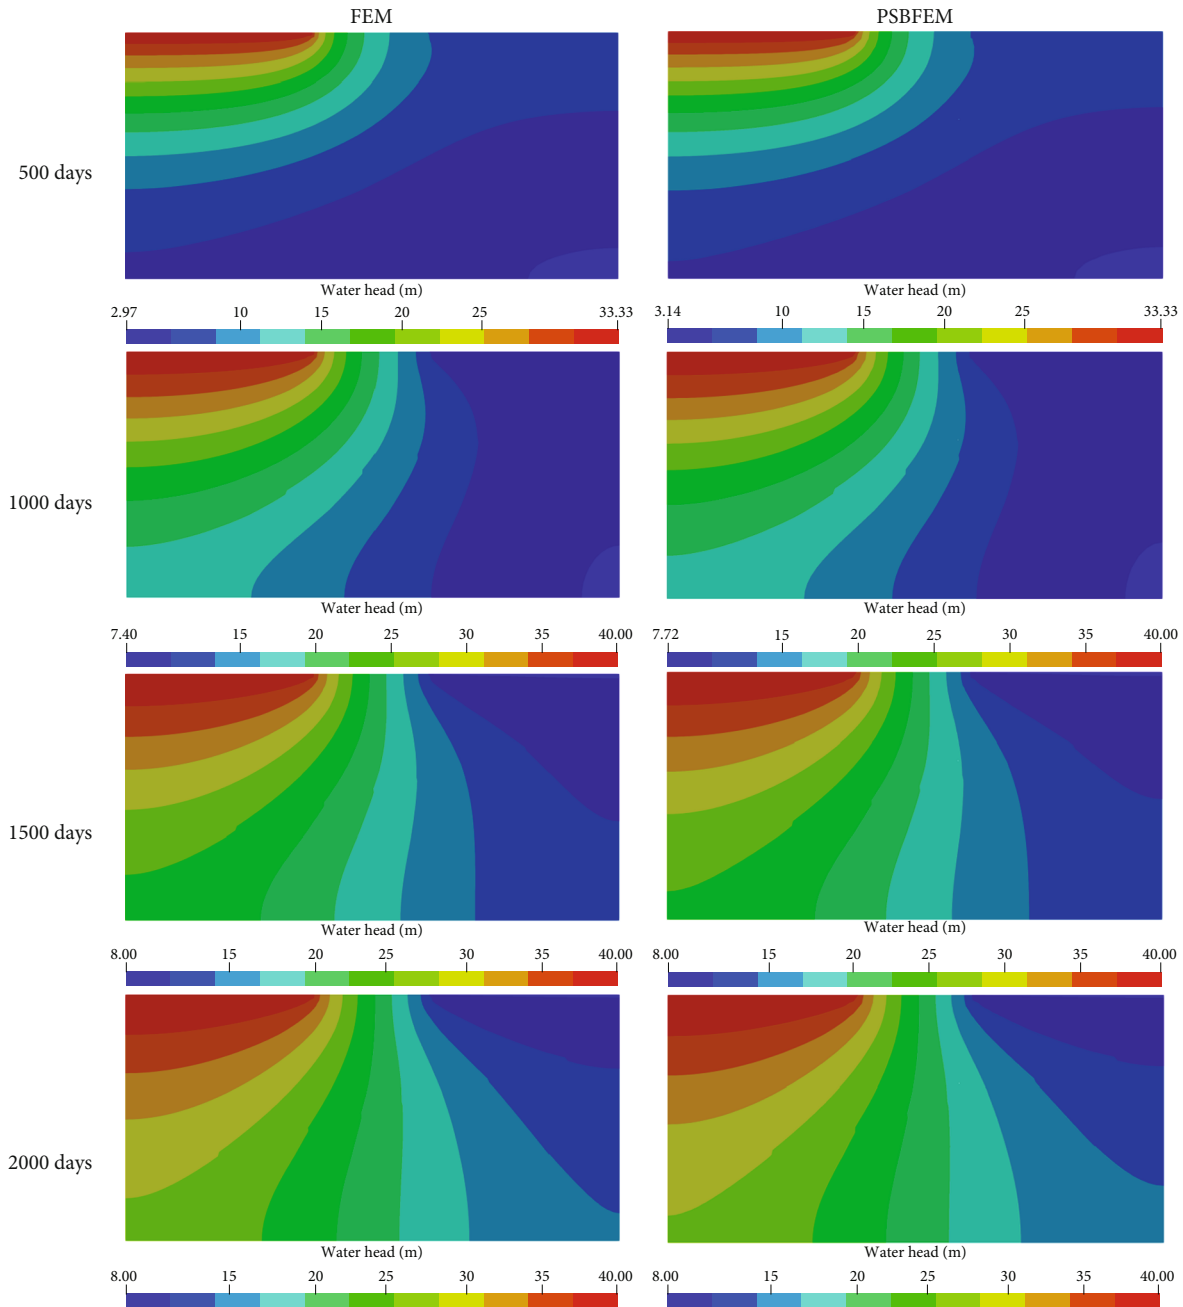 FEM PSBFEM
500 days
Water head (m) Water head (m)
2.97 10 15 20 25 33.33 3.14 10 15 20 25 33.33
1000 days
Water head (m) Water head (m)
7.40 15 20 25 30 35 40.00 7.72 15 20 25 30 35 40.00
1500 days
Water head (m) Water head (m)
8.00 15 20 25 30 35 40.00 8.00 15 20 25 30 35 40.00
2000 days
Water head (m) Water head (m)
8.00 15 20 25 30 35 40.00 8.00 15 20 25 30 35 40.00